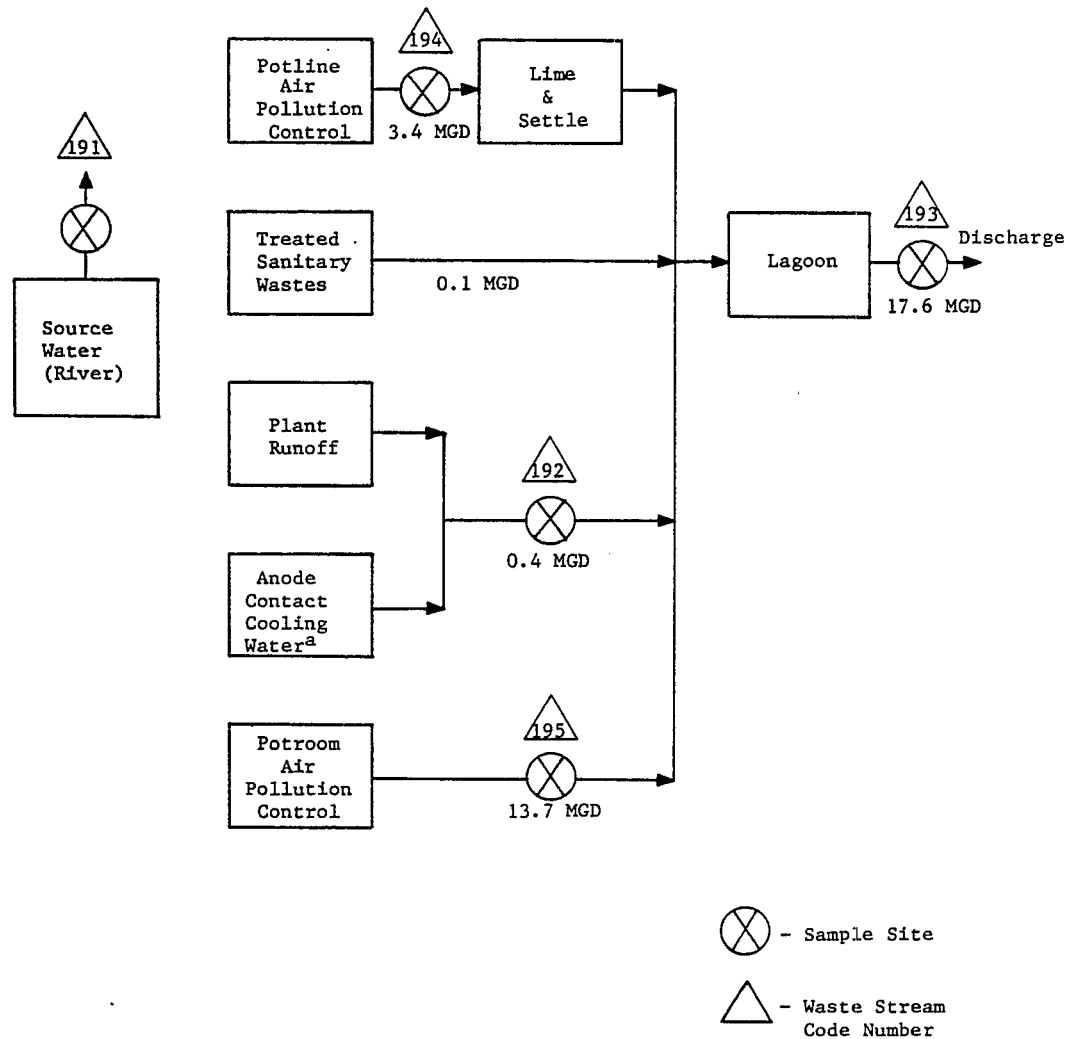 194
Potline
Air
Pollution
Control
3.4 MGD
Lime
&
Settle
191
Source
Water
(River)
Treated
Sanitary
Wastes
0.1 MGD
Lagoon
193
Discharge
17.6 MGD
Plant
Runoff
192
0.4 MGD
Anode
Contact
Cooling
Waterᵃ
Potroom
Air
Pollution
Control
195
13.7 MGD
- Sample Site
- Waste Stream
Code Number